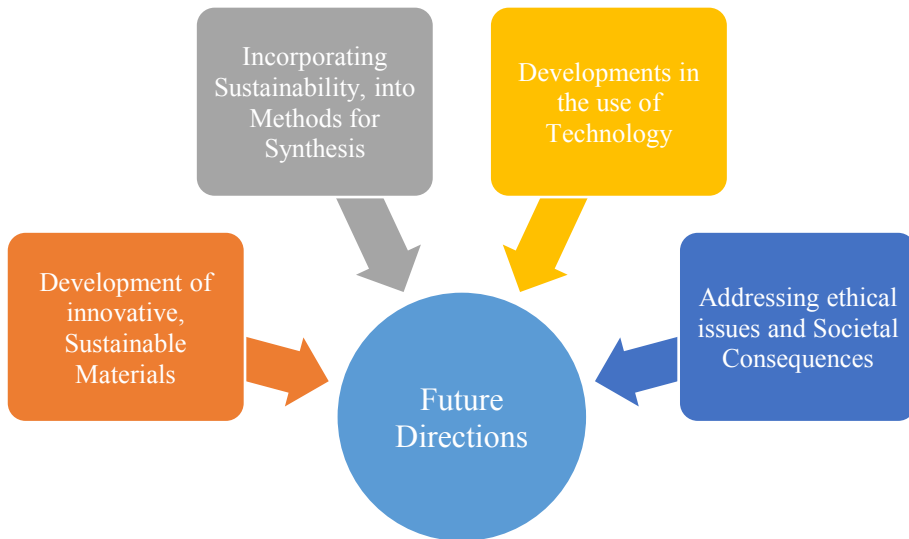 Incorporating
Sustainability, into
Methods for
Synthesis
Developments in
the use of
Technology
Development of
innovative,
Sustainable
Materials
Addressing ethical
issues and Societal
Consequences
Future
Directions